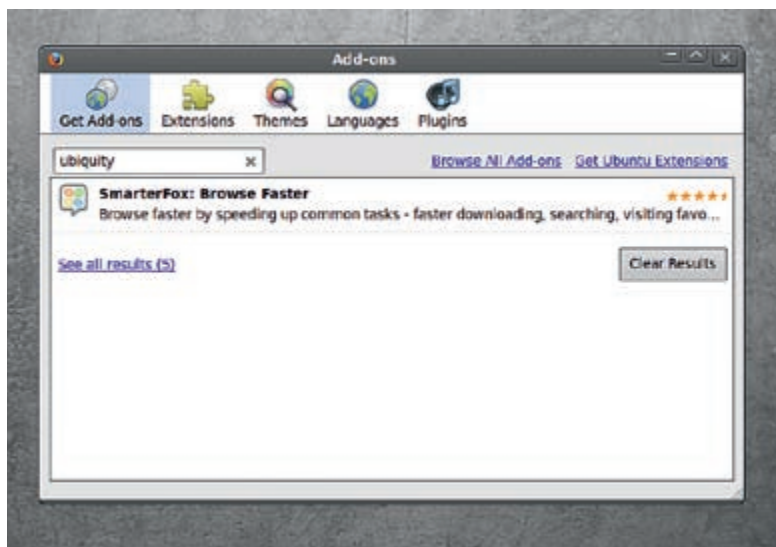 Add-ons
Get Add-ons Extensions Themes Languages Plugins
ubiquity
Browse All Add-ons Get Ubuntu Extensions
SmarterFox: Browse Faster
Browse faster by speeding up common tasks - faster downloading, searching, visiting favo...
See all results (5)
Clear Results